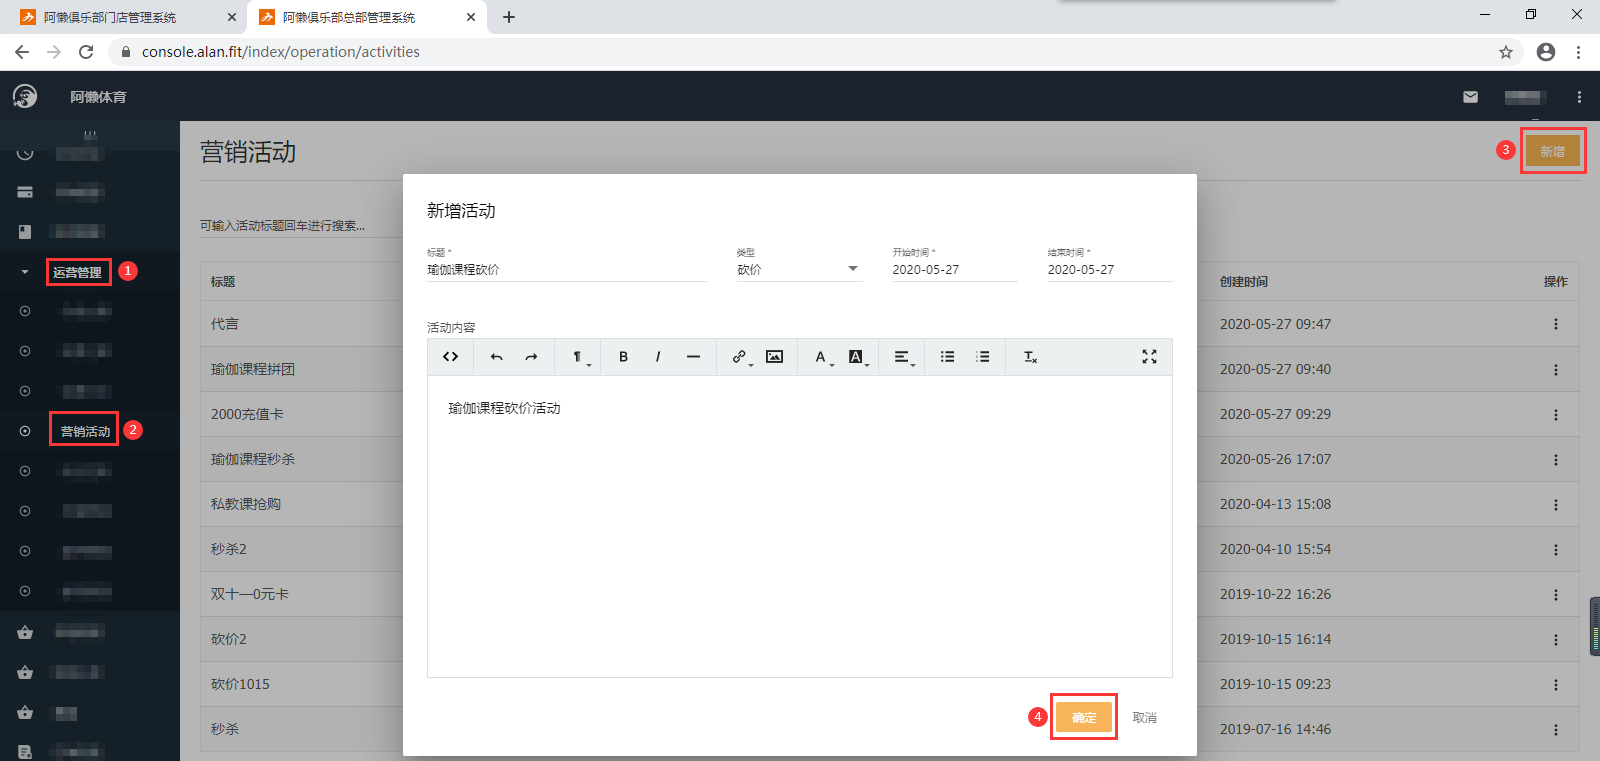 阿懒俱乐部门店管理系统
阿懒俱乐部总部管理系统
console.alan.fit/index/operation/activities
阿懒体育
运营管理 1
营销活动 2
营销活动
3 新增
可输入活动标题回车进行搜索...
标题 创建时间 操作
代言 2020-05-27 09:47
瑜伽课程拼团 2020-05-27 09:40
2000充值卡 2020-05-27 09:29
瑜伽课程秒杀 2020-05-26 17:07
私教课抢购 2020-04-13 15:08
秒杀2 2020-04-10 15:54
双十一0元卡 2019-10-22 16:26
砍价2 2019-10-15 16:14
砍价1015 2019-10-15 09:23
秒杀 2019-07-16 14:46
新增活动
标题 * 类型 开始时间 * 结束时间 *
瑜伽课程砍价 砍价 2020-05-27 2020-05-27
活动内容
瑜伽课程砍价活动
4 确定 取消